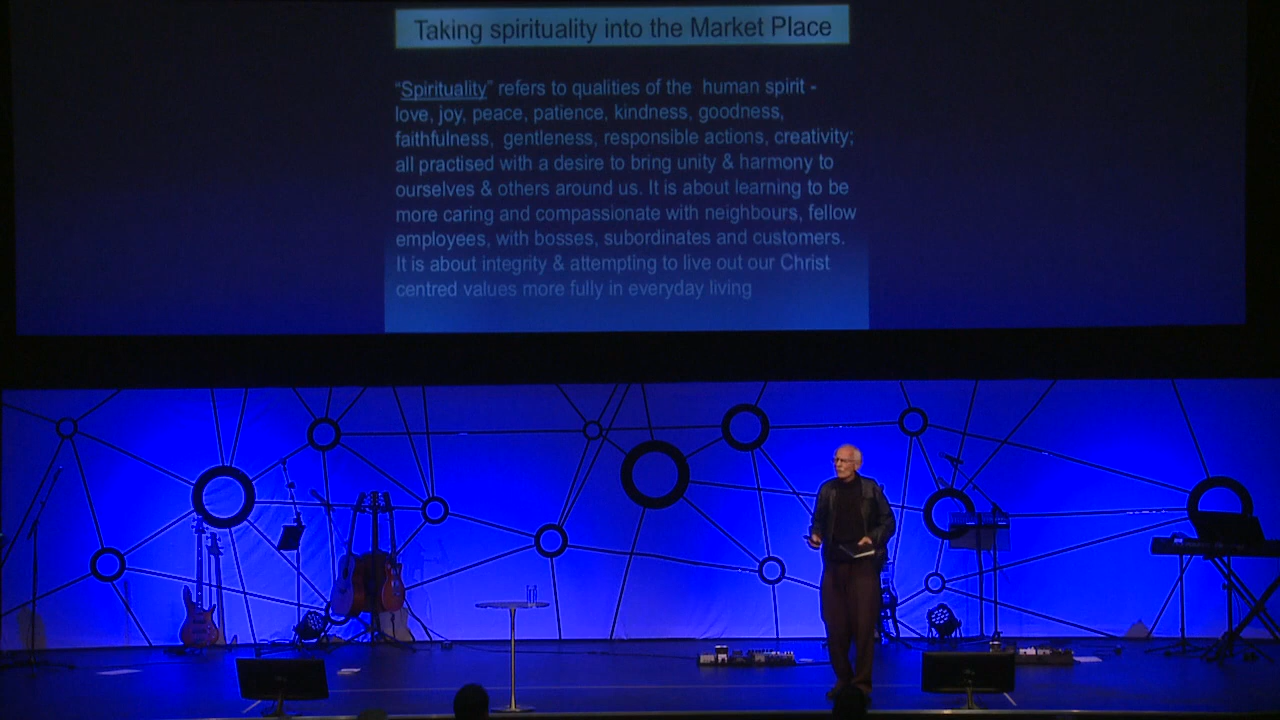 Taking spirituality into the Market Place
“Spirituality” refers to qualities of the human spirit -
love, joy, peace, patience, kindness, goodness,
faithfulness, gentleness, responsible actions, creativity;
all practised with a desire to bring unity & harmony to
ourselves & others around us. It is about learning to be
more caring and compassionate with neighbours, fellow
employees, with bosses, subordinates and customers.
It is about integrity & attempting to live out our Christ
centred values more fully in everyday living